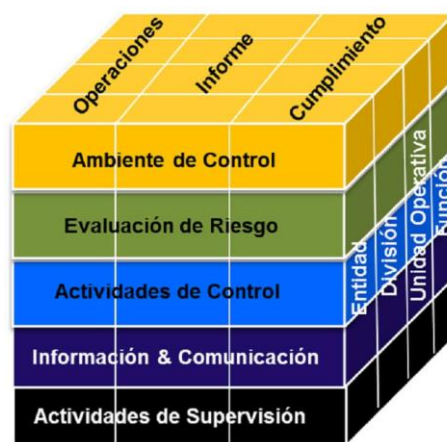 Operaciones
Informe
Cumplimiento
Ambiente de Control
Evaluación de Riesgo
Actividades de Control
Información & Comunicación
Actividades de Supervisión
Entidad
División
Unidad Operativa
Función